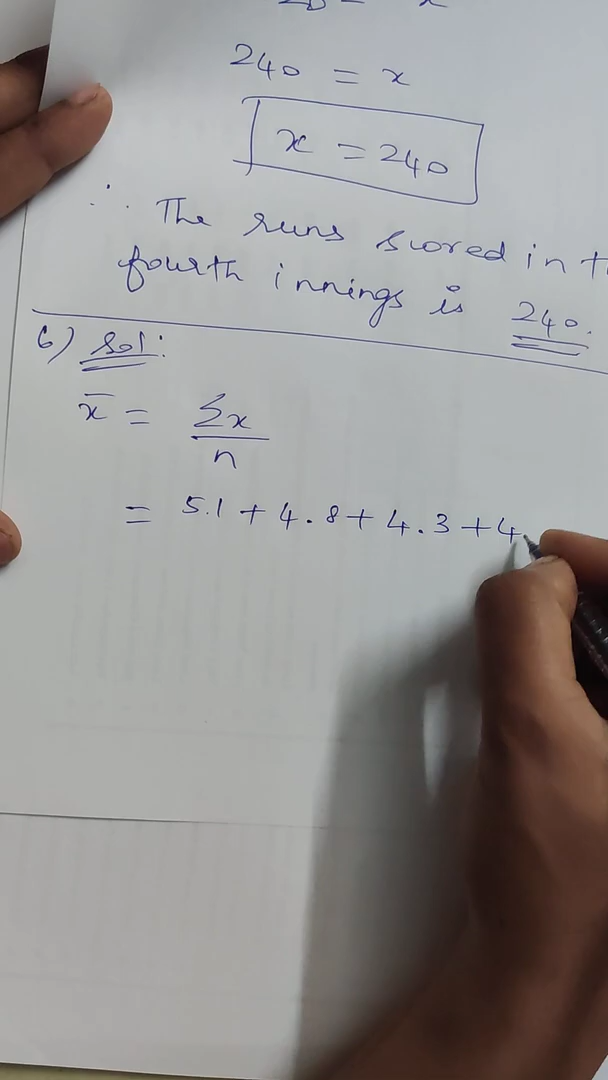 240 = x
x = 240
∴ The runs scored in
fourth innings is 240.
6) Sol:
x̄ = Σx
n
= 5.1 + 4.8 + 4.3 + 4.